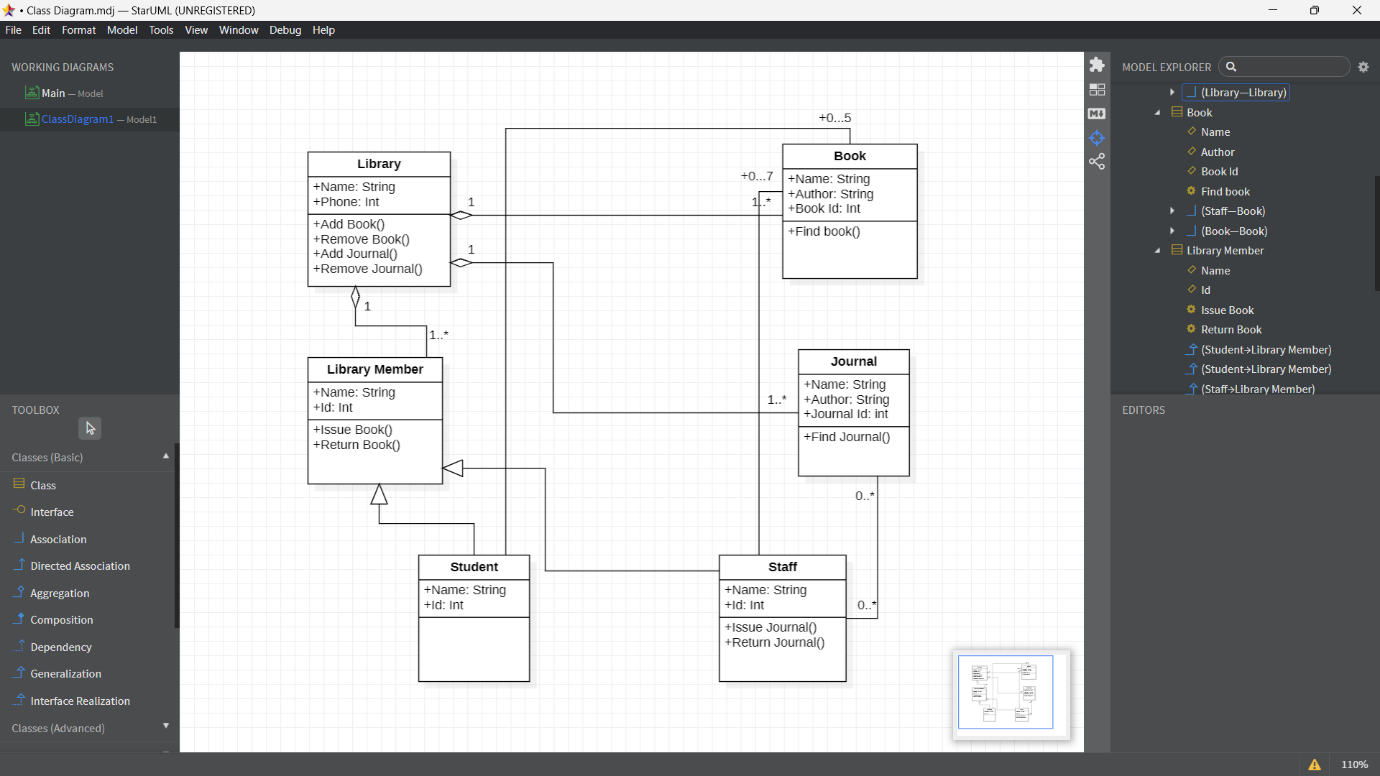 • Class Diagram.mdj — StarUML (UNREGISTERED)
File Edit Format Model Tools View Window Debug Help
WORKING DIAGRAMS
Main — Model
ClassDiagram1 — Model1
TOOLBOX
Classes (Basic)
Class
Interface
Association
Directed Association
Aggregation
Composition
Dependency
Generalization
Interface Realization
Classes (Advanced)
Library
+Name: String
+Phone: Int
+Add Book()
+Remove Book()
+Add Journal()
+Remove Journal()
1
1
1
1..*
+0...5
+0...7
1..*
Book
+Name: String
+Author: String
+Book Id: Int
+Find book()
Library Member
+Name: String
+Id: Int
+Issue Book()
+Return Book()
1..*
Journal
+Name: String
+Author: String
+Journal Id: int
+Find Journal()
0..*
0..*
Student
+Name: String
+Id: Int
Staff
+Name: String
+Id: Int
+Issue Journal()
+Return Journal()
MODEL EXPLORER
(Library—Library)
Book
Name
Author
Book Id
Find book
(Staff—Book)
(Book—Book)
Library Member
Name
Id
Issue Book
Return Book
(Student→Library Member)
(Student→Library Member)
(Staff→Library Member)
EDITORS
110%